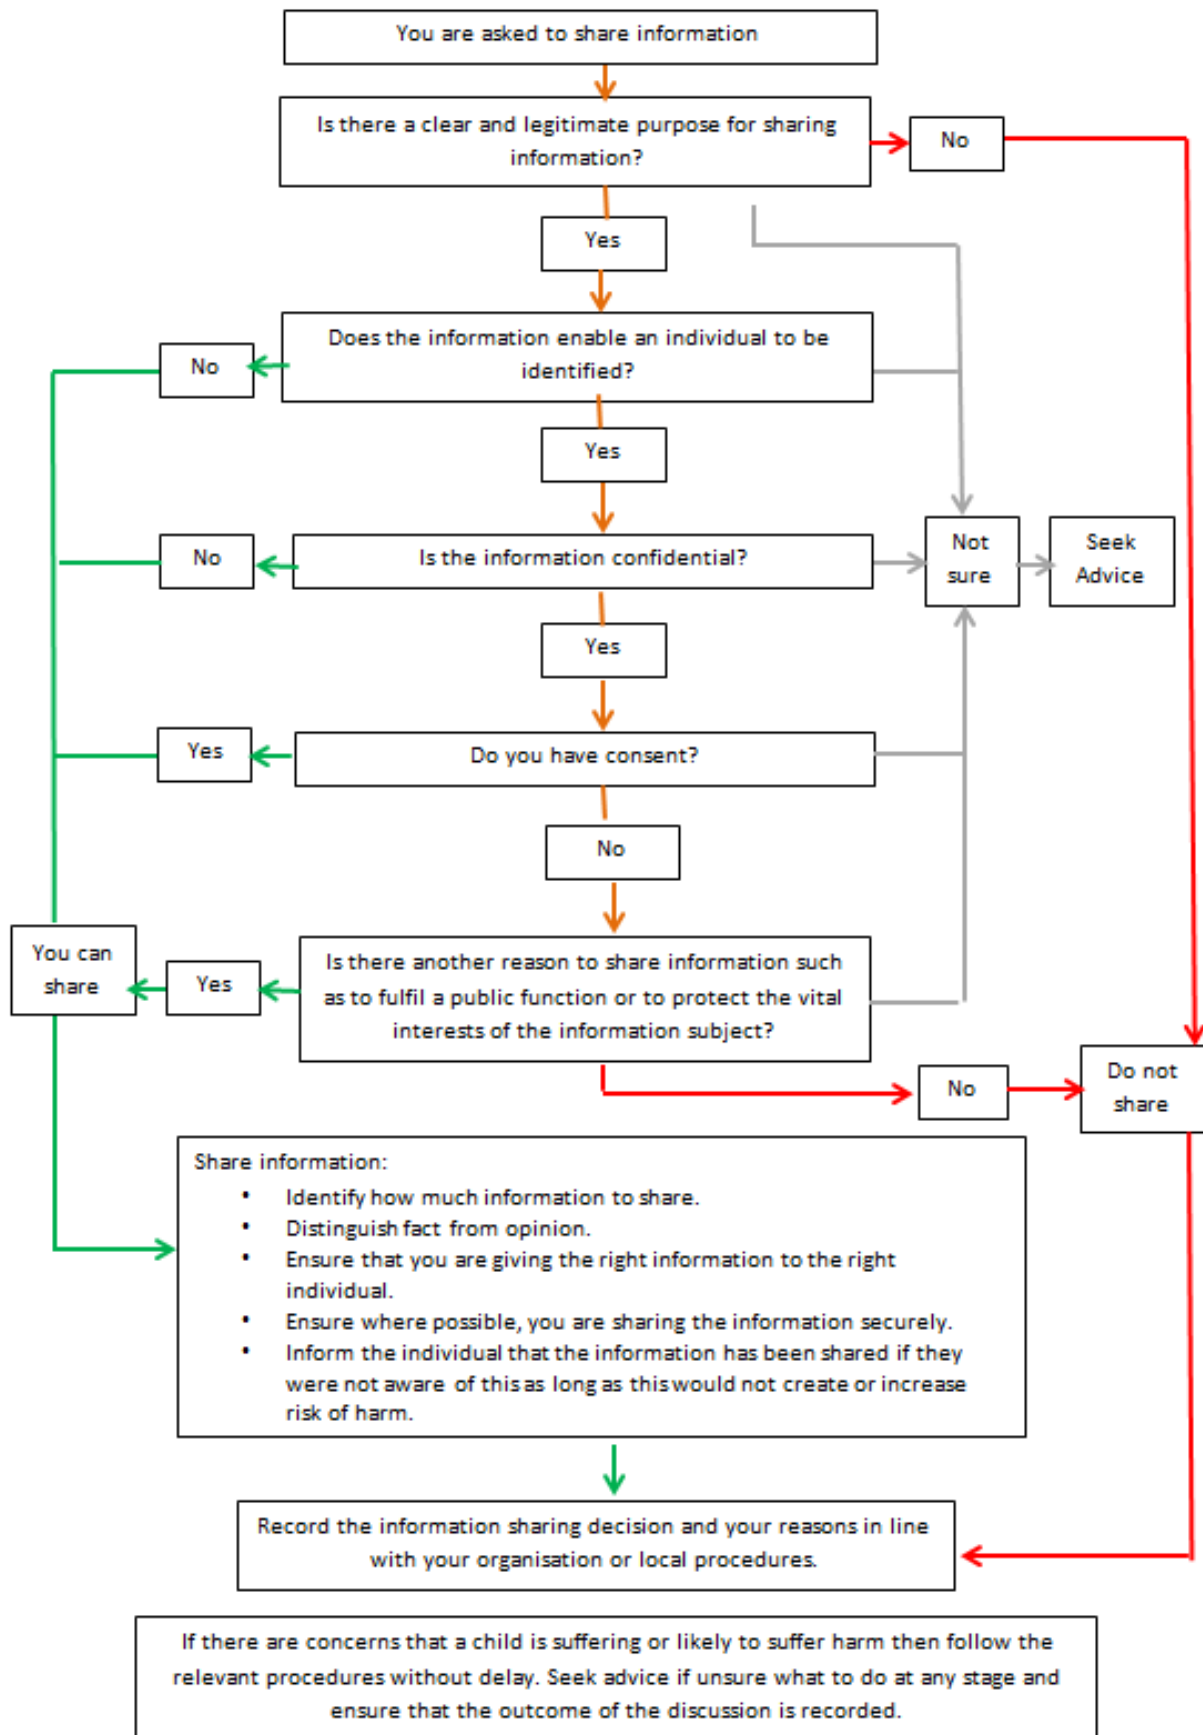 You are asked to share information
Is there a clear and legitimate purpose for sharing
information?
No
Yes
Does the information enable an individual to be
identified?
No
Yes
Is the information confidential?
No
Not
sure
Seek
Advice
Yes
Do you have consent?
Yes
No
You can
share
Yes
Is there another reason to share information such
as to fulfil a public function or to protect the vital
interests of the information subject?
No
Do not
share
Share information:
• Identify how much information to share.
• Distinguish fact from opinion.
• Ensure that you are giving the right information to the right
individual.
• Ensure where possible, you are sharing the information securely.
• Inform the individual that the information has been shared if they
were not aware of this as long as this would not create or increase
risk of harm.
Record the information sharing decision and your reasons in line
with your organisation or local procedures.
If there are concerns that a child is suffering or likely to suffer harm then follow the
relevant procedures without delay. Seek advice if unsure what to do at any stage and
ensure that the outcome of the discussion is recorded.